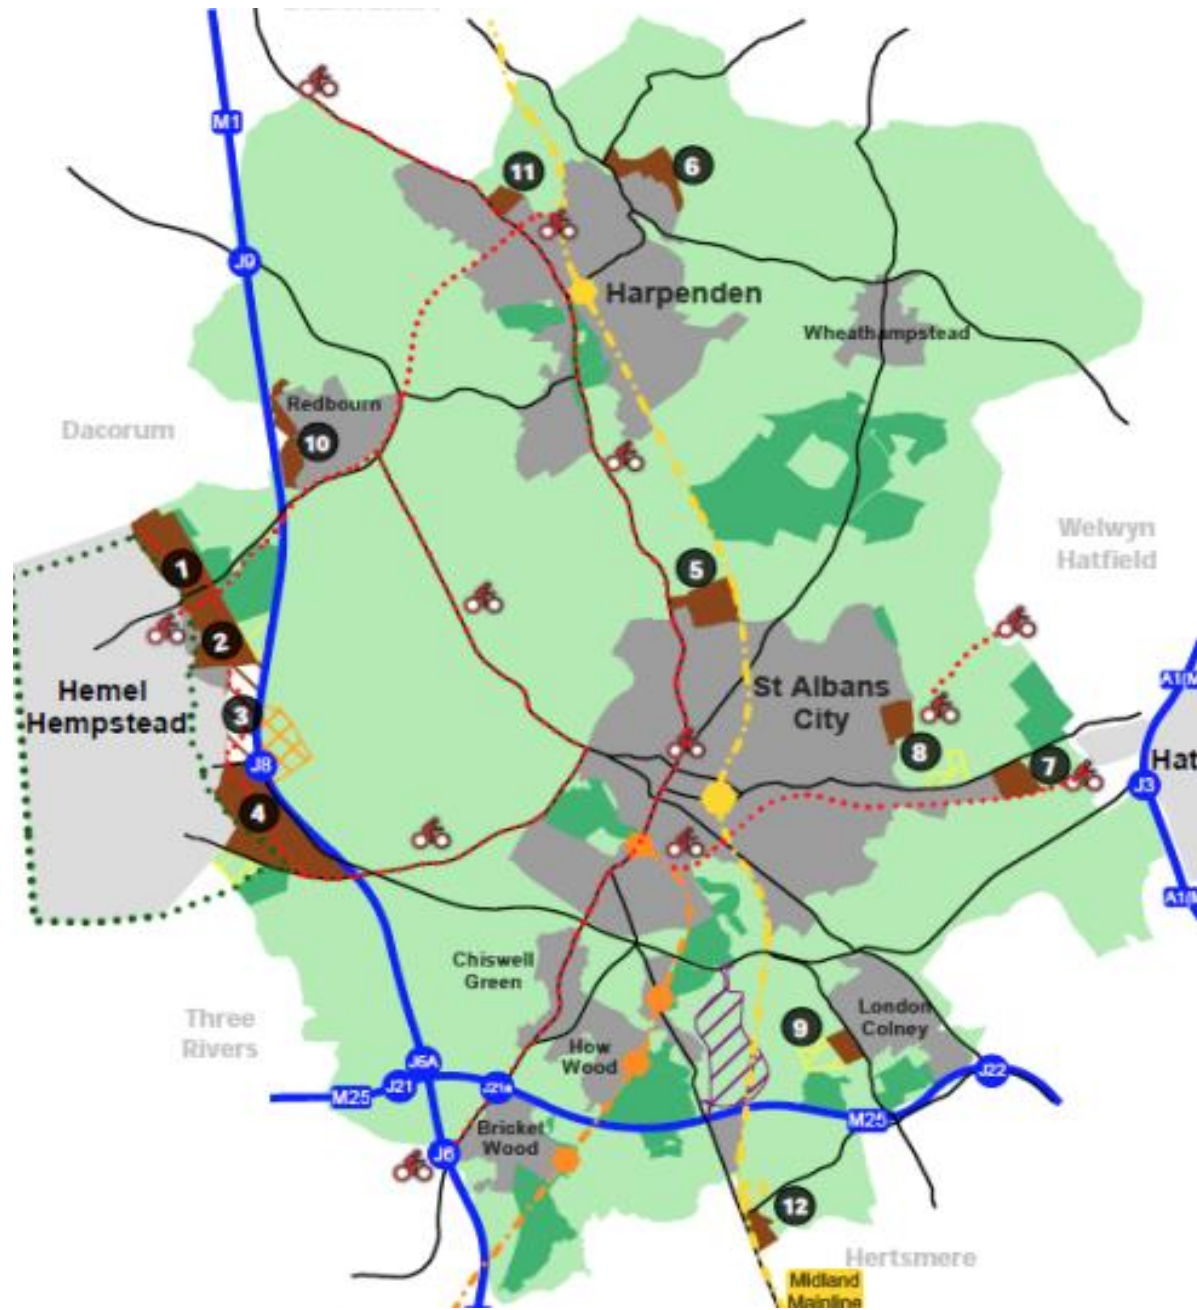 M1
11
6
J9
Harpenden
Wheathampstead
Redbourn
Dacorum
10
Welwyn
Hatfield
1
5
2
Hemel
Hempstead
3
St Albans
City
J8
8
7
4
J3
Chiswell
Green
London
Colney
Three
Rivers
9
How
Wood
J6A
J21
J21a
J22
M25
M25
Bricket
Wood
J6
12
Hertsmere
Midland
Mainline